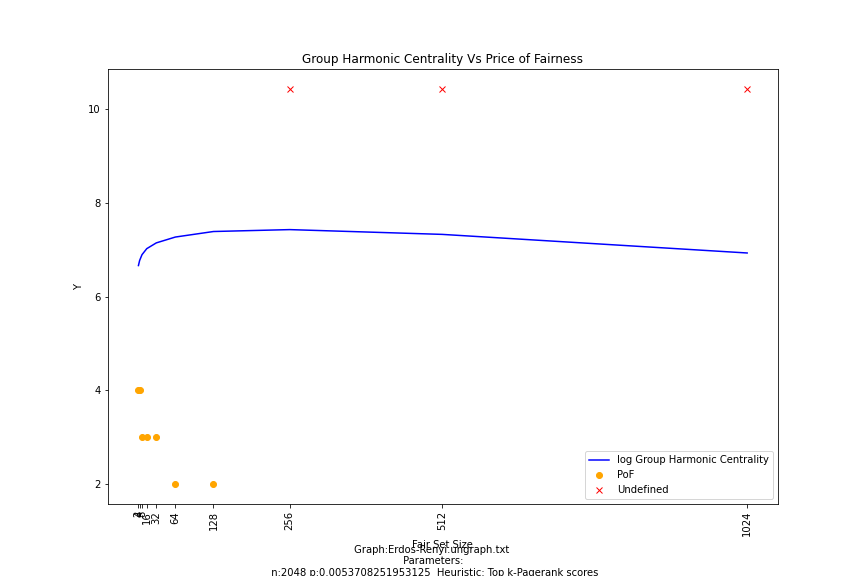 Group Harmonic Centrality Vs Price of Fairness
10
8
6
4
2
Y
16
32
64
128
256
512
1024
log Group Harmonic Centrality
PoF
Undefined
Fair Set Size
Graph:Erdos-Renyi.ungraph.txt
Parameters:
n:2048 p:0.0053708251953125 Heuristic: Top k-Pagerank scores